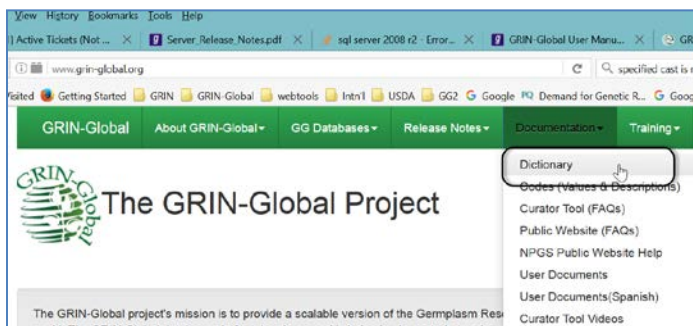 View History Bookmarks Tools Help
Active Tickets (Not ... Server_Release_Notes.pdf sql server 2008 r2 - Error... GRIN-Global User Manu... GR
www.grin-global.org specified cast is n
Visited Getting Started GRIN GRIN-Global webtools Intn'l USDA GG2 Google Demand for Genetic R... Goog
GRIN-Global About GRIN-Global GG Databases Release Notes Documentation Training
Dictionary
Codes (Values & Descriptions)
GRIN-Global
The GRIN-Global Project
Curator Tool (FAQs)
Public Website (FAQs)
NPGS Public Website Help
User Documents
User Documents(Spanish)
Curator Tool Videos
The GRIN-Global project's mission is to provide a scalable version of the Germplasm Res